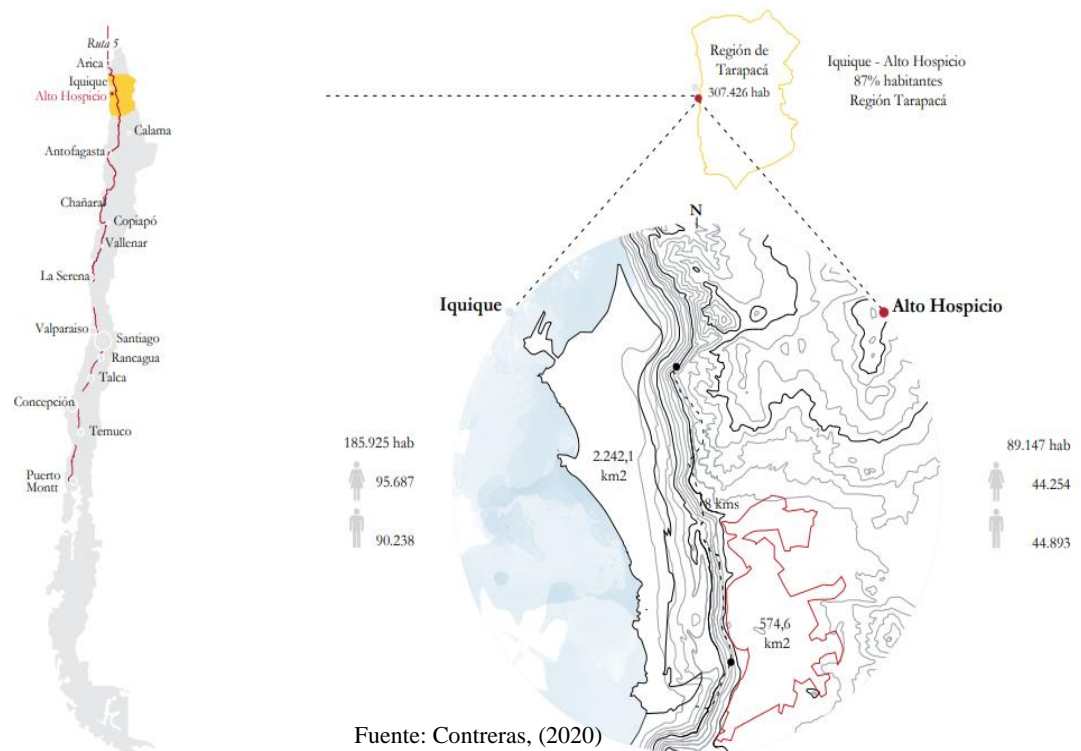 Ruta 5
Arica
Iquique
Alto Hospicio
Calama
Antofagasta
Chañaral
Copiapó
Vallenar
La Serena
Valparaiso
Santiago
Rancagua
Talca
Concepción
Temuco
Puerto
Montt
Región de
Tarapacá
307.426 hab
Iquique - Alto Hospicio
87% habitantes
Región Tarapacá
N
Iquique
Alto Hospicio
185.925 hab
95.687
90.238
2.242,1
km2
8 kms
574,6
km2
89.147 hab
44.254
44.893
Fuente: Contreras, (2020)